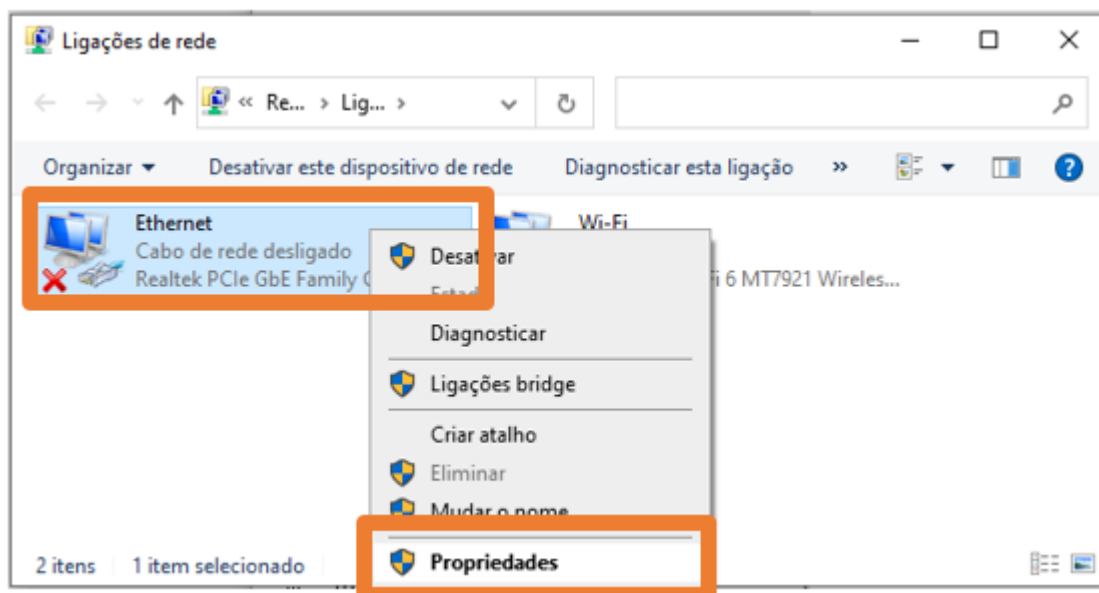 Ligações de rede
« Re... › Lig... ›
Organizar Desativar este dispositivo de rede Diagnosticar esta ligação »
Ethernet
Cabo de rede desligado
Realtek PCIe GbE Family
Wi-Fi
6 MT7921 Wireles...
Desativar
Diagnosticar
Ligações bridge
Criar atalho
Eliminar
Mudar o nome
Propriedades
2 itens 1 item selecionado